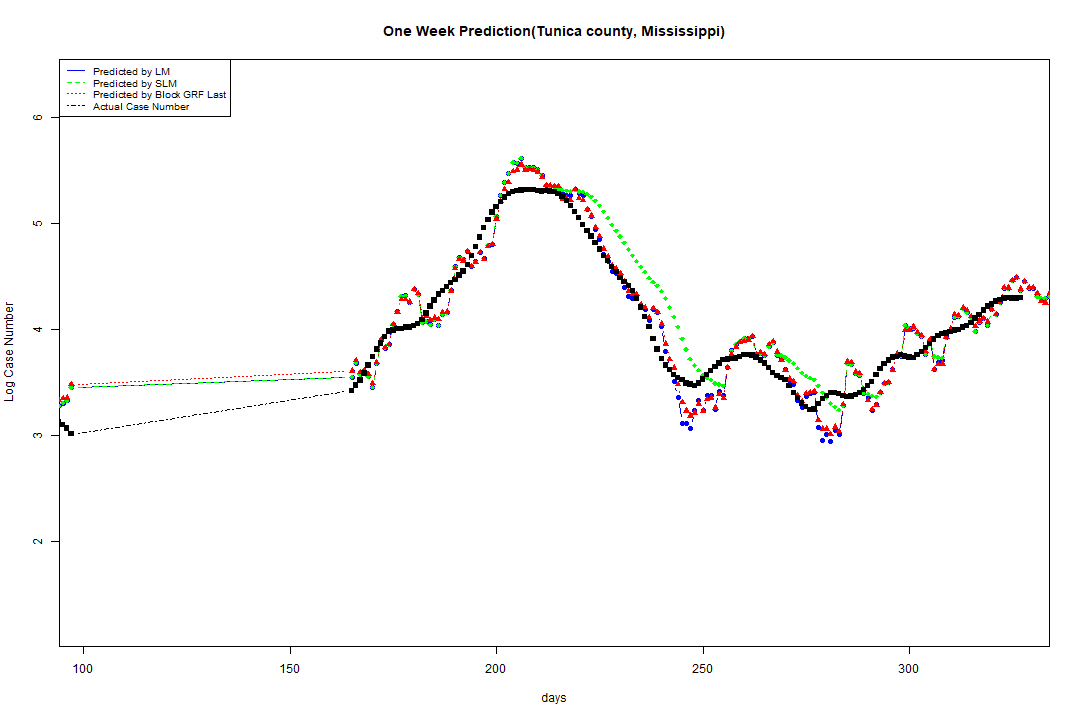 One Week Prediction(Tunica county, Mississippi)
Predicted by LM
Predicted by SLM
Predicted by Block GRF Last
Actual Case Number
Log Case Number
6
5
4
3
2
100 150 200 250 300
days